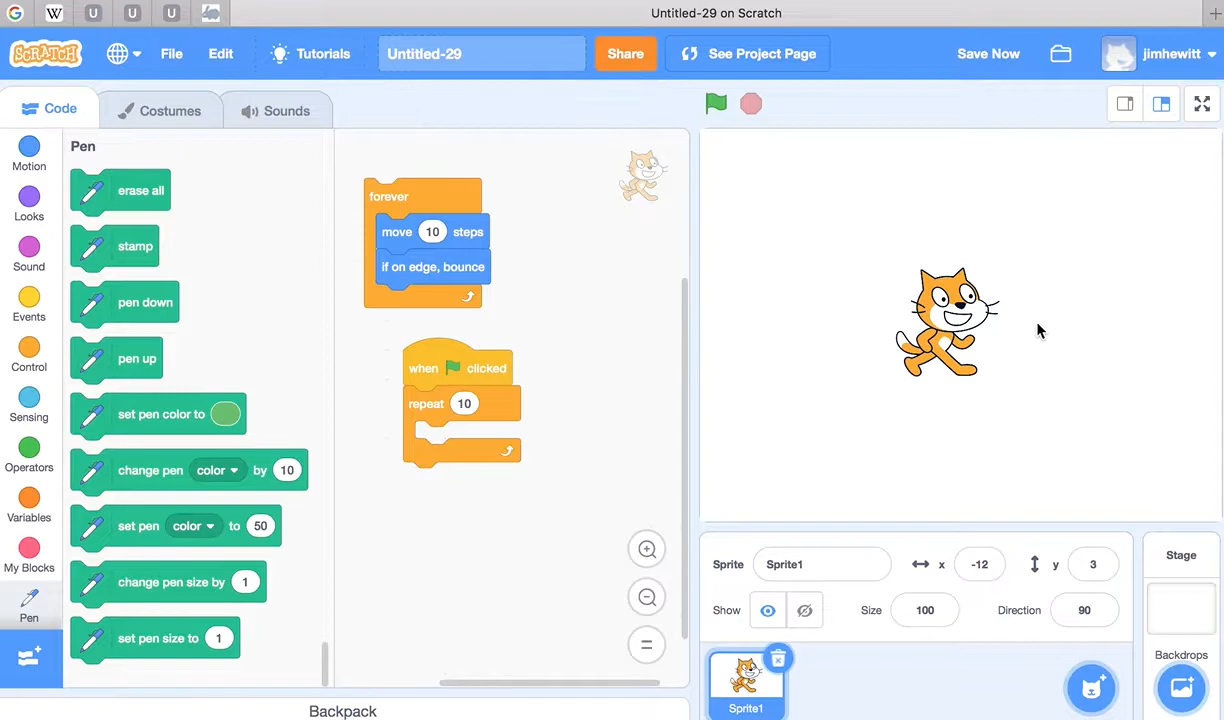 G W U U U Untitled-29 on Scratch +
SCRATCH File Edit Tutorials Untitled-29 Share See Project Page Save Now jimhewitt
Code Costumes Sounds
Motion
Looks
Sound
Events
Control
Sensing
Operators
Variables
My Blocks
Pen
Pen
erase all
stamp
pen down
pen up
set pen color to
change pen color by 10
set pen color to 50
change pen size by 1
set pen size to 1
forever
move 10 steps
if on edge, bounce
when clicked
repeat 10
Backpack
Sprite Sprite1 x -12 y 3
Show Size 100 Direction 90
Sprite1
Stage
Backdrops